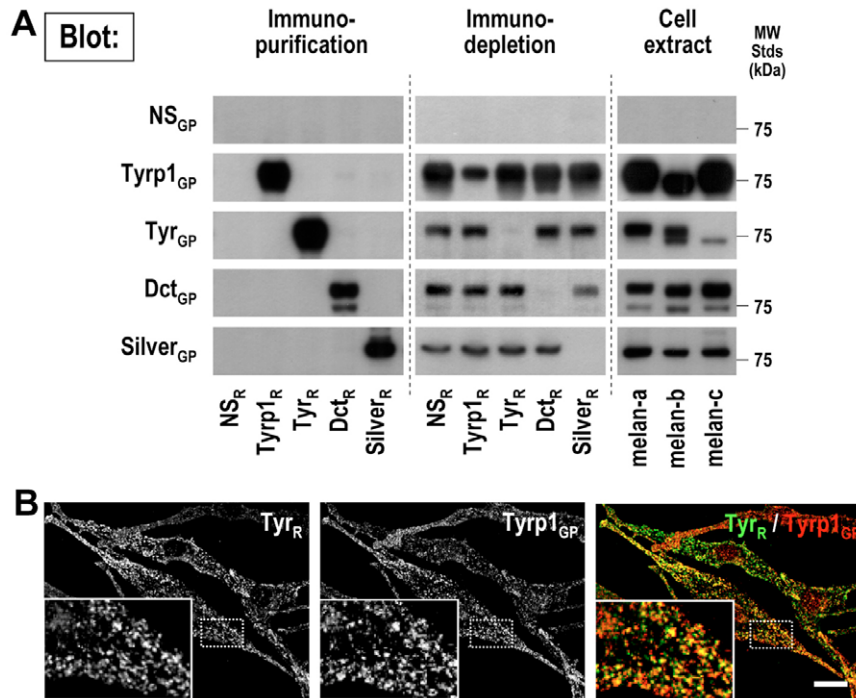 A
Blot:
Immuno-
purification
Immuno-
depletion
Cell
extract
MW
Stds
(kDa)
NSGP
75
Tyrp1GP
75
TyrGP
75
DctGP
75
SilverGP
75
NSR
Tyrp1R
TyrR
DctR
SilverR
NSR
Tyrp1R
TyrR
DctR
SilverR
melan-a
melan-b
melan-c
B
TyrR
Tyrp1GP
TyrR / Tyrp1GP